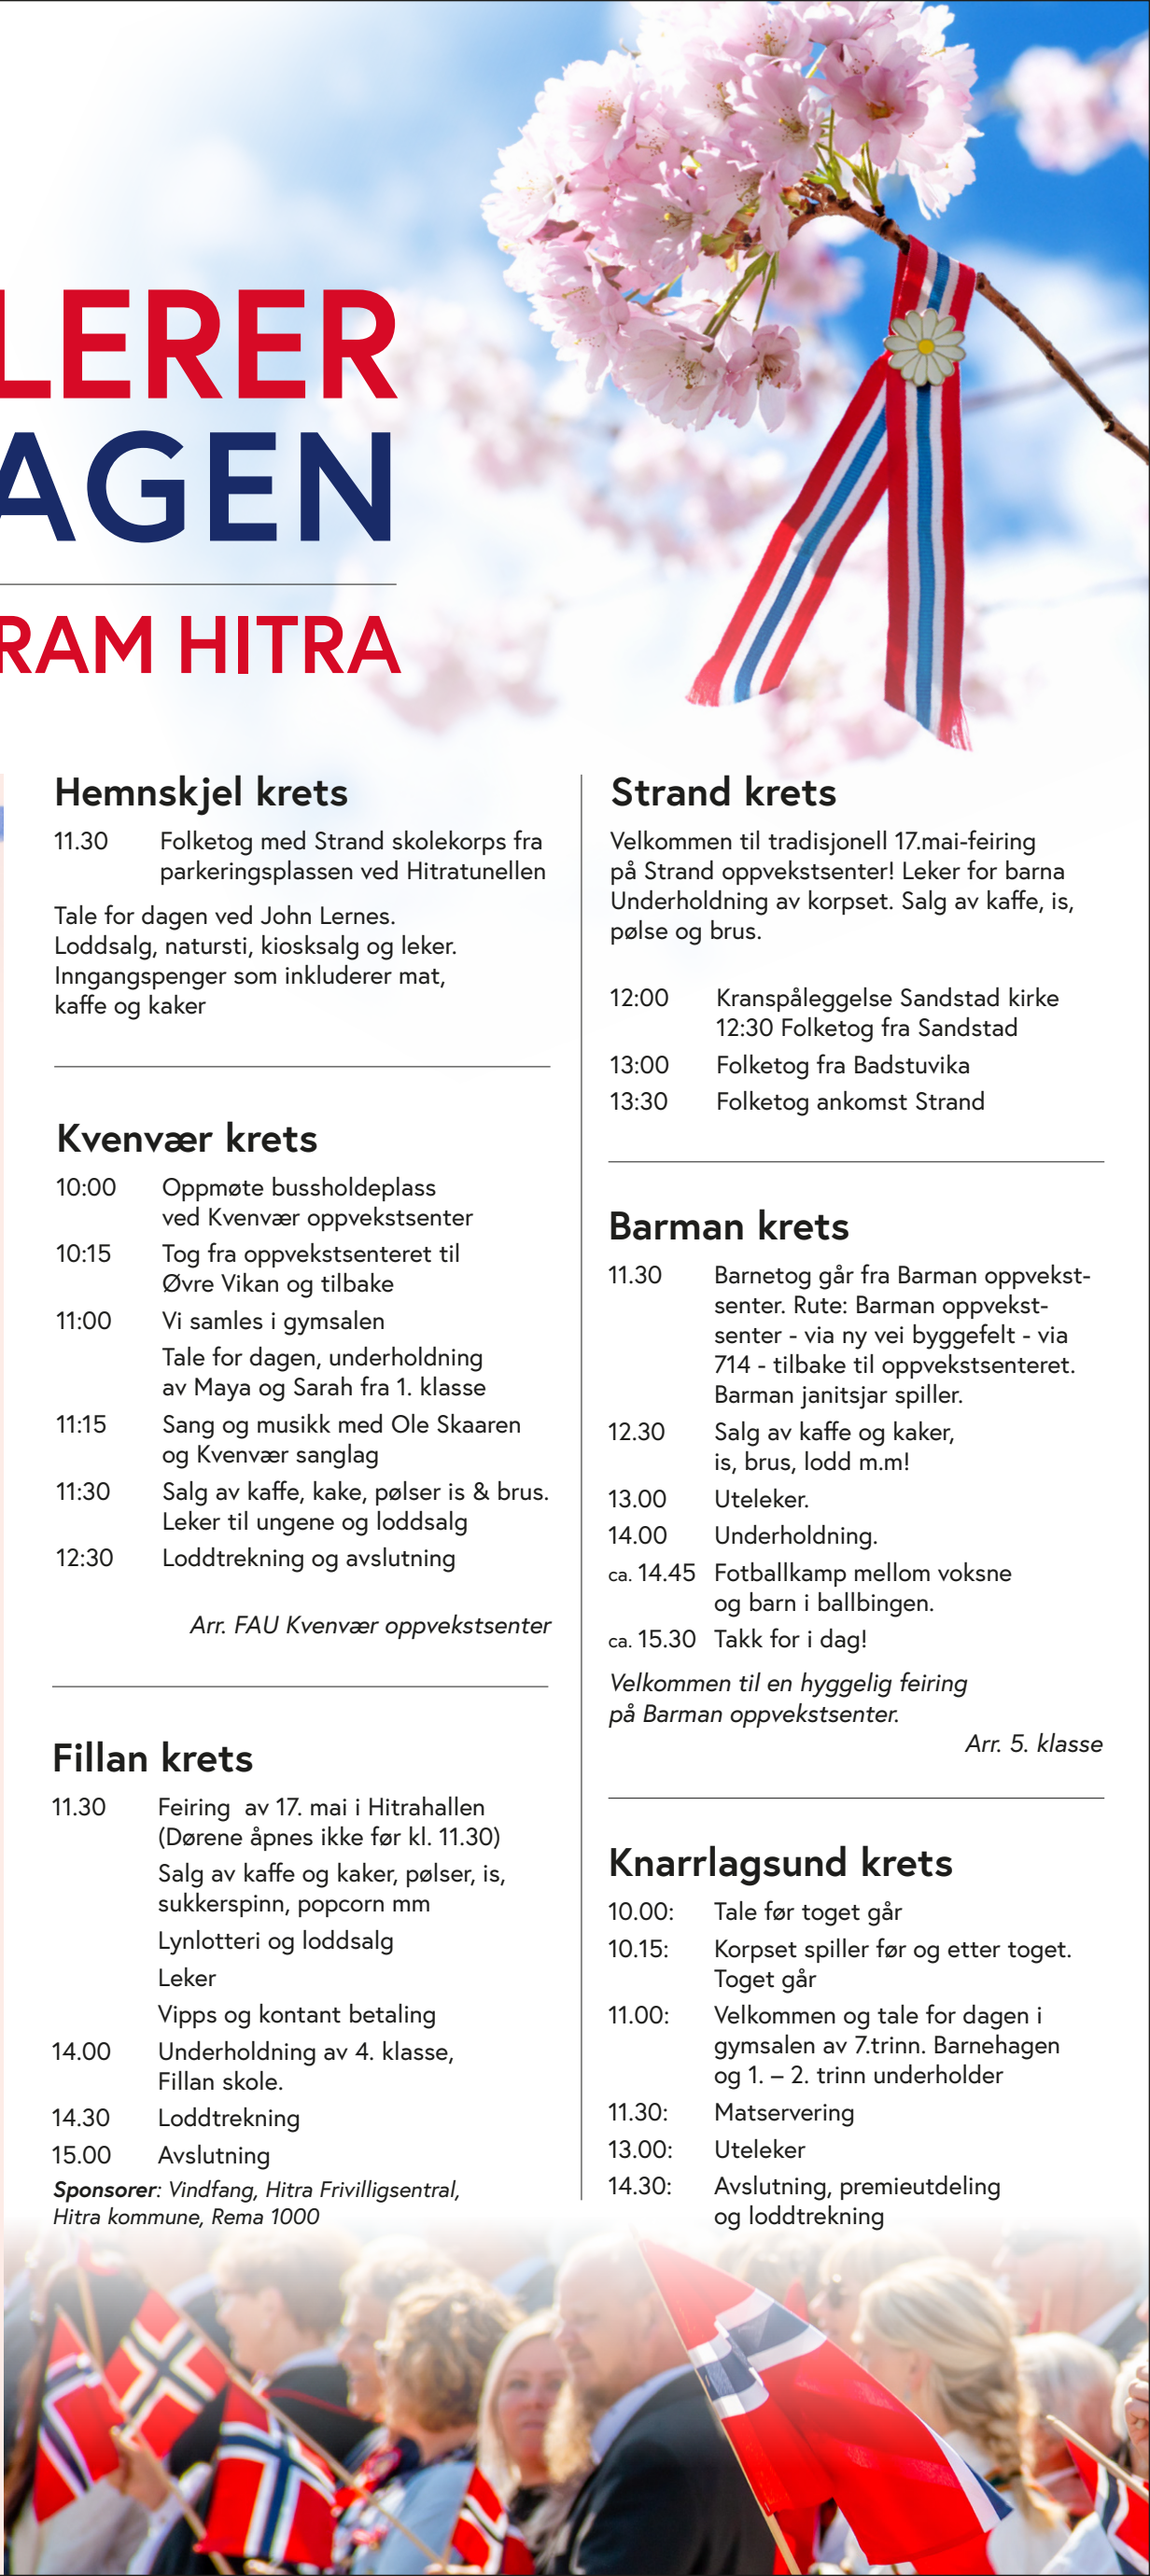 LERER
AGEN
RAM HITRA
Hemnskjel krets
11.30 Folketog med Strand skolekorps fra
parkeringsplassen ved Hitratunellen
Tale for dagen ved John Lernes.
Loddsalg, natursti, kiosksalg og leker.
Inngangspenger som inkluderer mat,
kaffe og kaker
Kvenvær krets
10:00 Oppmøte bussholdeplass
ved Kvenvær oppvekstsenter
10:15 Tog fra oppvekstsenteret til
Øvre Vikan og tilbake
11:00 Vi samles i gymsalen
Tale for dagen, underholdning
av Maya og Sarah fra 1. klasse
11:15 Sang og musikk med Ole Skaaren
og Kvenvær sanglag
11:30 Salg av kaffe, kake, pølser is & brus.
Leker til ungene og loddsalg
12:30 Loddtrekning og avslutning
Arr. FAU Kvenvær oppvekstsenter
Fillan krets
11.30 Feiring av 17. mai i Hitrahallen
(Dørene åpnes ikke før kl. 11.30)
Salg av kaffe og kaker, pølser, is,
sukkerspinn, popcorn mm
Lynlotteri og loddsalg
Leker
Vipps og kontant betaling
14.00 Underholdning av 4. klasse,
Fillan skole.
14.30 Loddtrekning
15.00 Avslutning
Sponsorer: Vindfang, Hitra Frivilligsentral,
Hitra kommune, Rema 1000
Strand krets
Velkommen til tradisjonell 17.mai-feiring
på Strand oppvekstsenter! Leker for barna
Underholdning av korpset. Salg av kaffe, is,
pølse og brus.
12:00 Kranspåleggelse Sandstad kirke
12:30 Folketog fra Sandstad
13:00 Folketog fra Badstuvika
13:30 Folketog ankomst Strand
Barman krets
11.30 Barnetog går fra Barman oppvekst-
senter. Rute: Barman oppvekst-
senter - via ny vei byggefelt - via
714 - tilbake til oppvekstsenteret.
Barman janitsjar spiller.
12.30 Salg av kaffe og kaker,
is, brus, lodd m.m!
13.00 Uteleker.
14.00 Underholdning.
ca. 14.45 Fotballkamp mellom voksne
og barn i ballbingen.
ca. 15.30 Takk for i dag!
Velkommen til en hyggelig feiring
på Barman oppvekstsenter.
Arr. 5. klasse
Knarrlagsund krets
10.00: Tale før toget går
10.15: Korpset spiller før og etter toget.
Toget går
11.00: Velkommen og tale for dagen i
gymsalen av 7.trinn. Barnehagen
og 1. – 2. trinn underholder
11.30: Matservering
13.00: Uteleker
14.30: Avslutning, premieutdeling
og loddtrekning